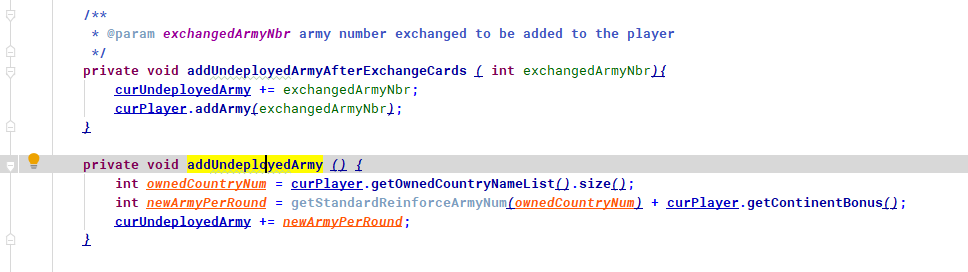 /**
 * @param exchangedArmyNbr army number exchanged to be added to the player
 */
private void addUndeployedArmyAfterExchangeCards ( int exchangedArmyNbr){
    curUndeployedArmy += exchangedArmyNbr;
    curPlayer.addArmy(exchangedArmyNbr);
}
private void addUndeployedArmy () {
    int ownedCountryNum = curPlayer.getOwnedCountryNameList().size();
    int newArmyPerRound = getStandardReinforceArmyNum(ownedCountryNum) + curPlayer.getContinentBonus();
    curUndeployedArmy += newArmyPerRound;
}